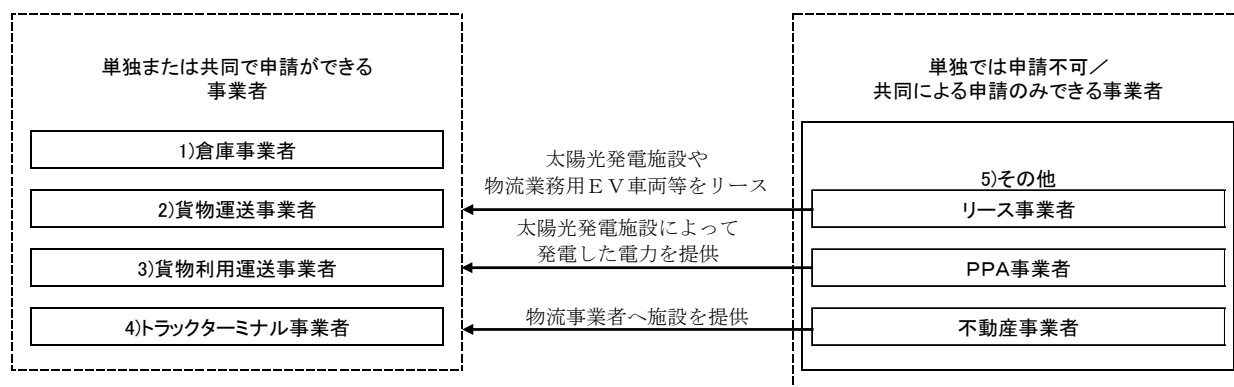 単独または共同で申請ができる
事業者
1)倉庫事業者
2)貨物運送事業者
3)貨物利用運送事業者
4)トラックターミナル事業者
太陽光発電施設や
物流業務用ＥＶ車両等をリース
太陽光発電施設によって
発電した電力を提供
物流事業者へ施設を提供
単独では申請不可／
共同による申請のみできる事業者
5)その他
リース事業者
ＰＰＡ事業者
不動産事業者